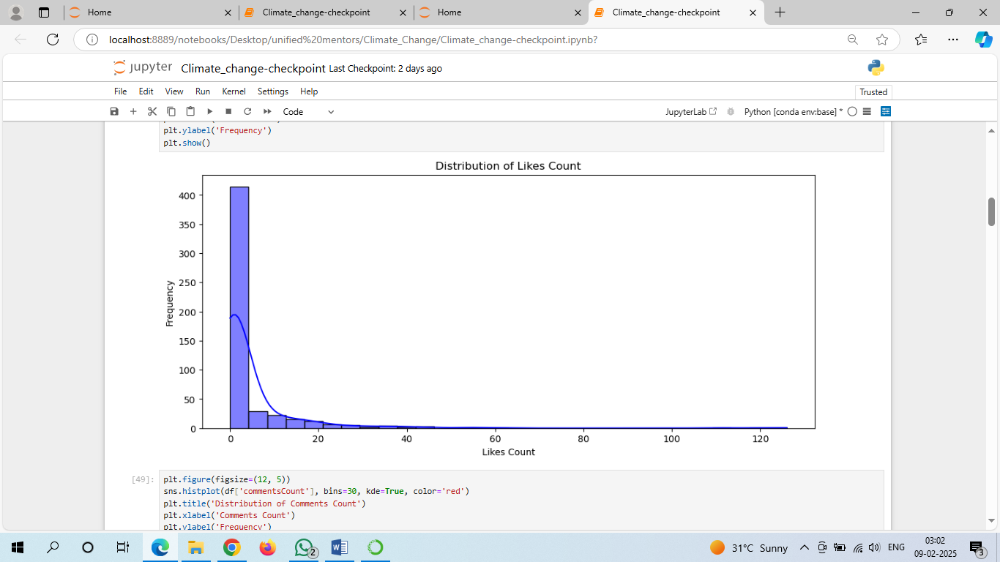 Home
Climate_change-checkpoint
Home
Climate_change-checkpoint
localhost:8889/notebooks/Desktop/unified%20mentors/Climate_Change/Climate_change-checkpoint.ipynb?
jupyter Climate_change-checkpoint Last Checkpoint: 2 days ago
File Edit View Run Kernel Settings Help
Trusted
Code
JupyterLab
Python [conda env:base] *
plt.ylabel('Frequency')
plt.show()
Distribution of Likes Count
400
350
300
250
200
150
100
50
0
Frequency
0 20 40 60 80 100 120
Likes Count
[49]:
plt.figure(figsize=(12, 5))
sns.histplot(df['commentsCount'], bins=30, kde=True, color='red')
plt.title('Distribution of Comments Count')
plt.xlabel('Comments Count')
plt.ylabel('Frequency')
2
31°C Sunny
ENG
03:02
09-02-2025
3